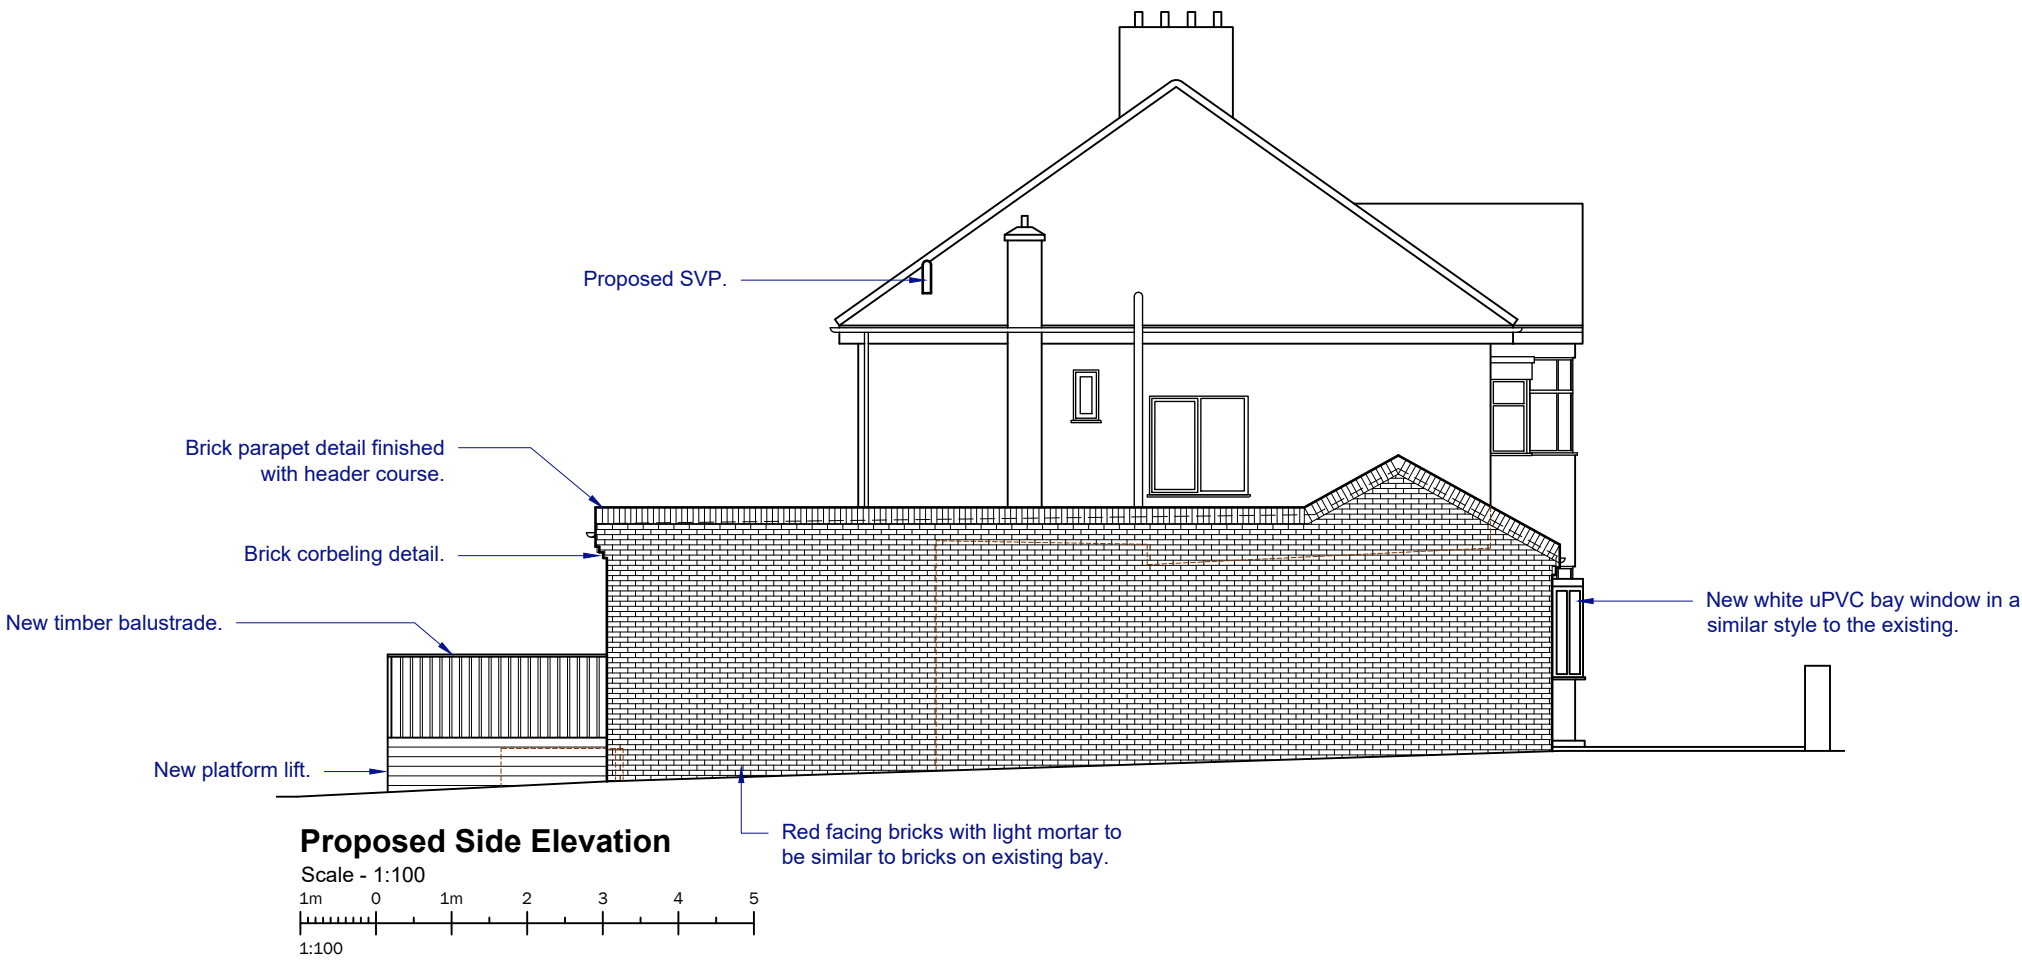 Proposed SVP.
Brick parapet detail finished
with header course.
Brick corbeling detail.
New timber balustrade.
New white uPVC bay window in a
similar style to the existing.
New platform lift.
Red facing bricks with light mortar to
be similar to bricks on existing bay.
Proposed Side Elevation
Scale - 1:100
1m 0 1m 2 3 4 5
1:100